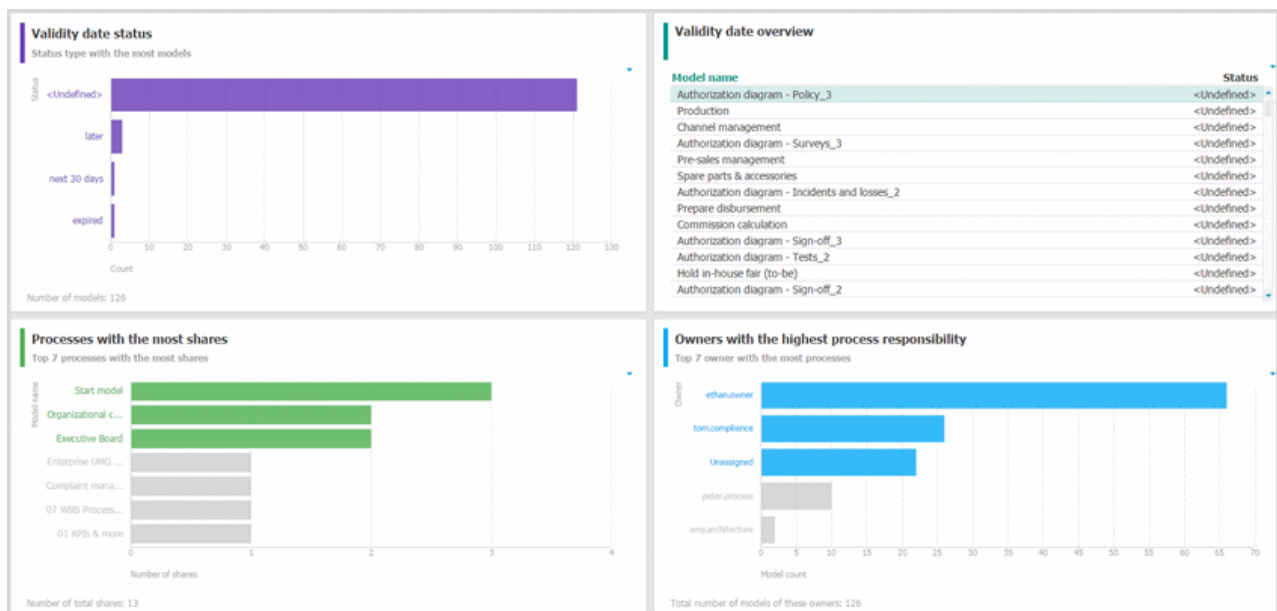 Validity date status
Status type with the most models
Status
<Undefined>
later
next 30 days
expired
0 10 20 30 40 50 60 70 80 90 100 110 120 130
Count
Number of models: 126
Validity date overview
Model name Status
Authorization diagram - Policy_3 <Undefined>
Production <Undefined>
Channel management <Undefined>
Authorization diagram - Surveys_3 <Undefined>
Pre-sales management <Undefined>
Spare parts & accessories <Undefined>
Authorization diagram - Incidents and losses_2 <Undefined>
Prepare disbursement <Undefined>
Commission calculation <Undefined>
Authorization diagram - Sign-off_3 <Undefined>
Authorization diagram - Tests_2 <Undefined>
Hold in-house fair (to-be) <Undefined>
Authorization diagram - Sign-off_2 <Undefined>
Processes with the most shares
Top 7 processes with the most shares
Model name
Start model
Organizational c...
Executive Board
Enterprise UMG ...
Complaint mana...
07 WBS Process...
01 KPIs & more
0 1 2 3 4
Number of shares
Number of total shares: 13
Owners with the highest process responsibility
Top 7 owner with the most processes
Owner
ethan.owner
tom.compliance
Unassigned
peter.process
amy.architecture
0 5 10 15 20 25 30 35 40 45 50 55 60 65 70
Model count
Total number of models of these owners: 126